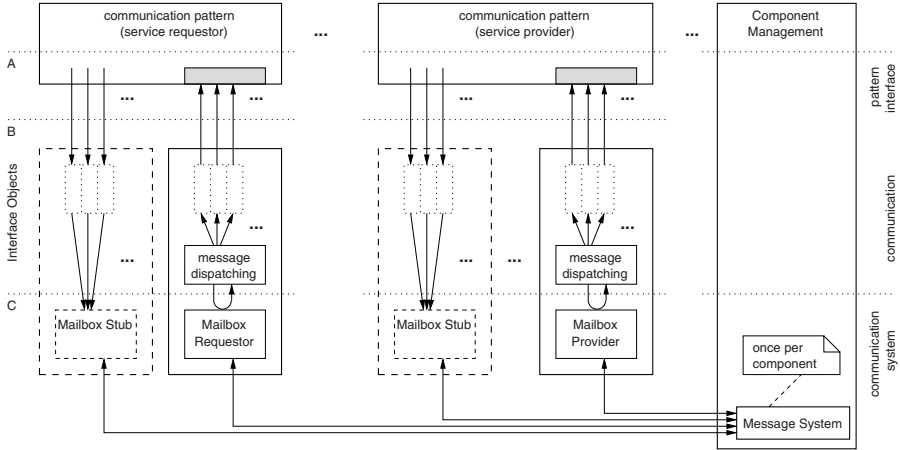 communication pattern
(service requestor)
...
communication pattern
(service provider)
...
Component
Management
A
...
...
...
...
pattern
interface
B
Interface Objects
...
...
message
dispatching
...
...
...
message
dispatching
communication
C
Mailbox Stub
Mailbox
Requestor
Mailbox Stub
Mailbox
Provider
once per
component
Message System
communication
system